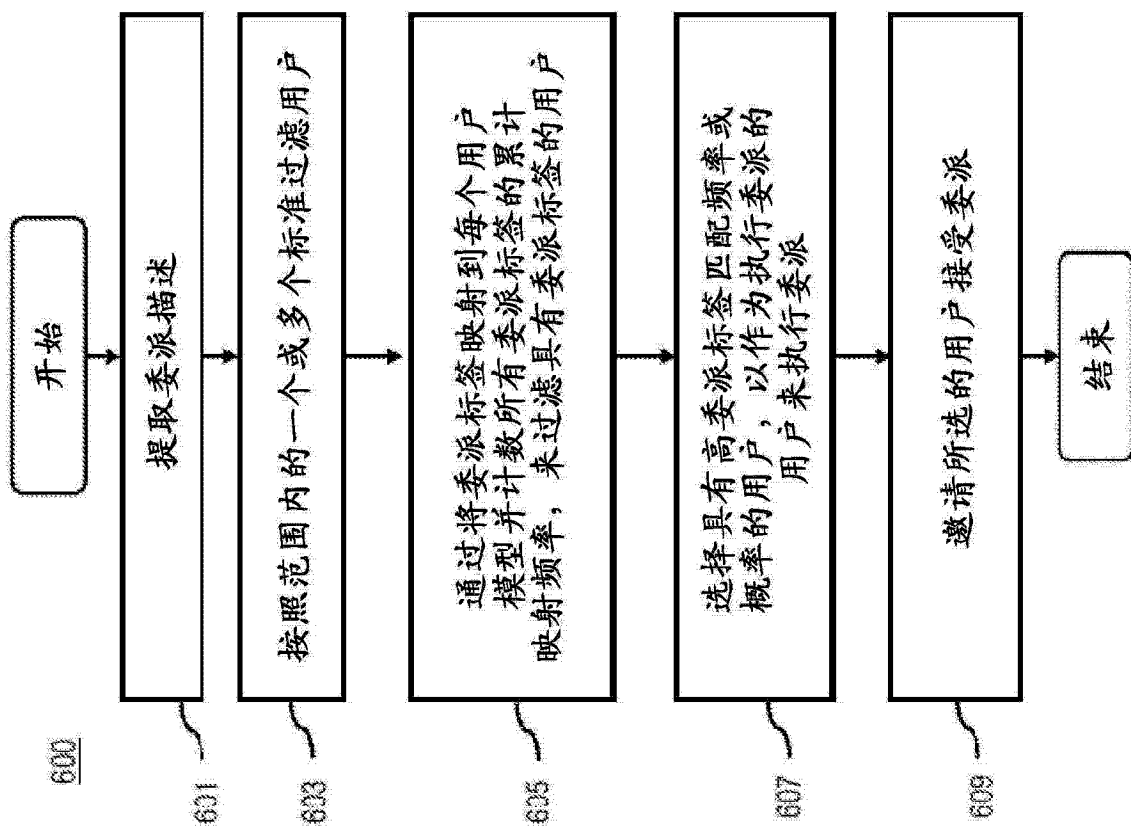 600
开始
601
提取委派描述
603
按照范围内的一个或多个标准过滤用户
605
通过将委派标签映射到每个用户
模型并计数所有委派标签的累计
映射频率，来过滤具有委派标签的用户
607
选择具有高委派标签匹配频率或
概率的用户，以作为执行委派的
用户来执行委派
609
邀请所选的用户接受委派
结束